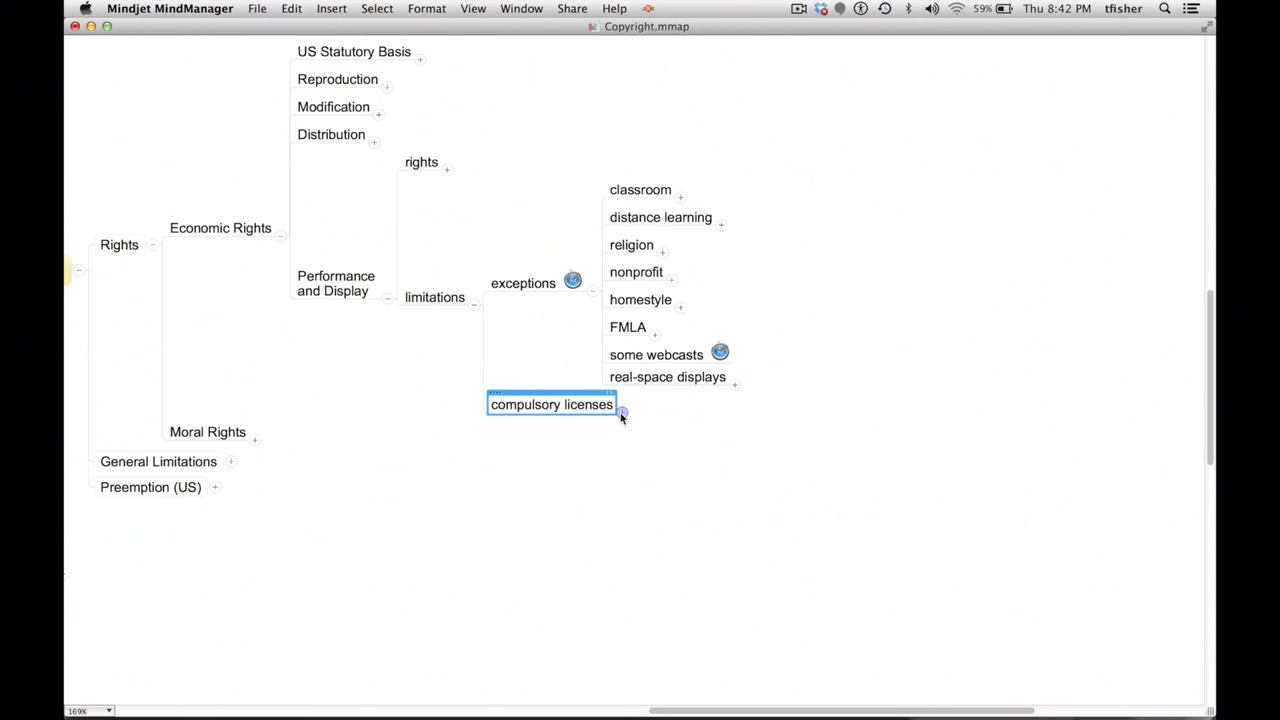 Mindjet MindManager File Edit Insert Select Format View Window Share Help 59% Thu 8:42 PM tfisher
Copyright.mmap
US Statutory Basis
Reproduction
Modification
Distribution
rights
classroom
distance learning
Economic Rights
Rights
religion
nonprofit
Performance
and Display
exceptions
limitations
homestyle
FMLA
some webcasts
real-space displays
compulsory licenses
Moral Rights
General Limitations
Preemption (US)
169%